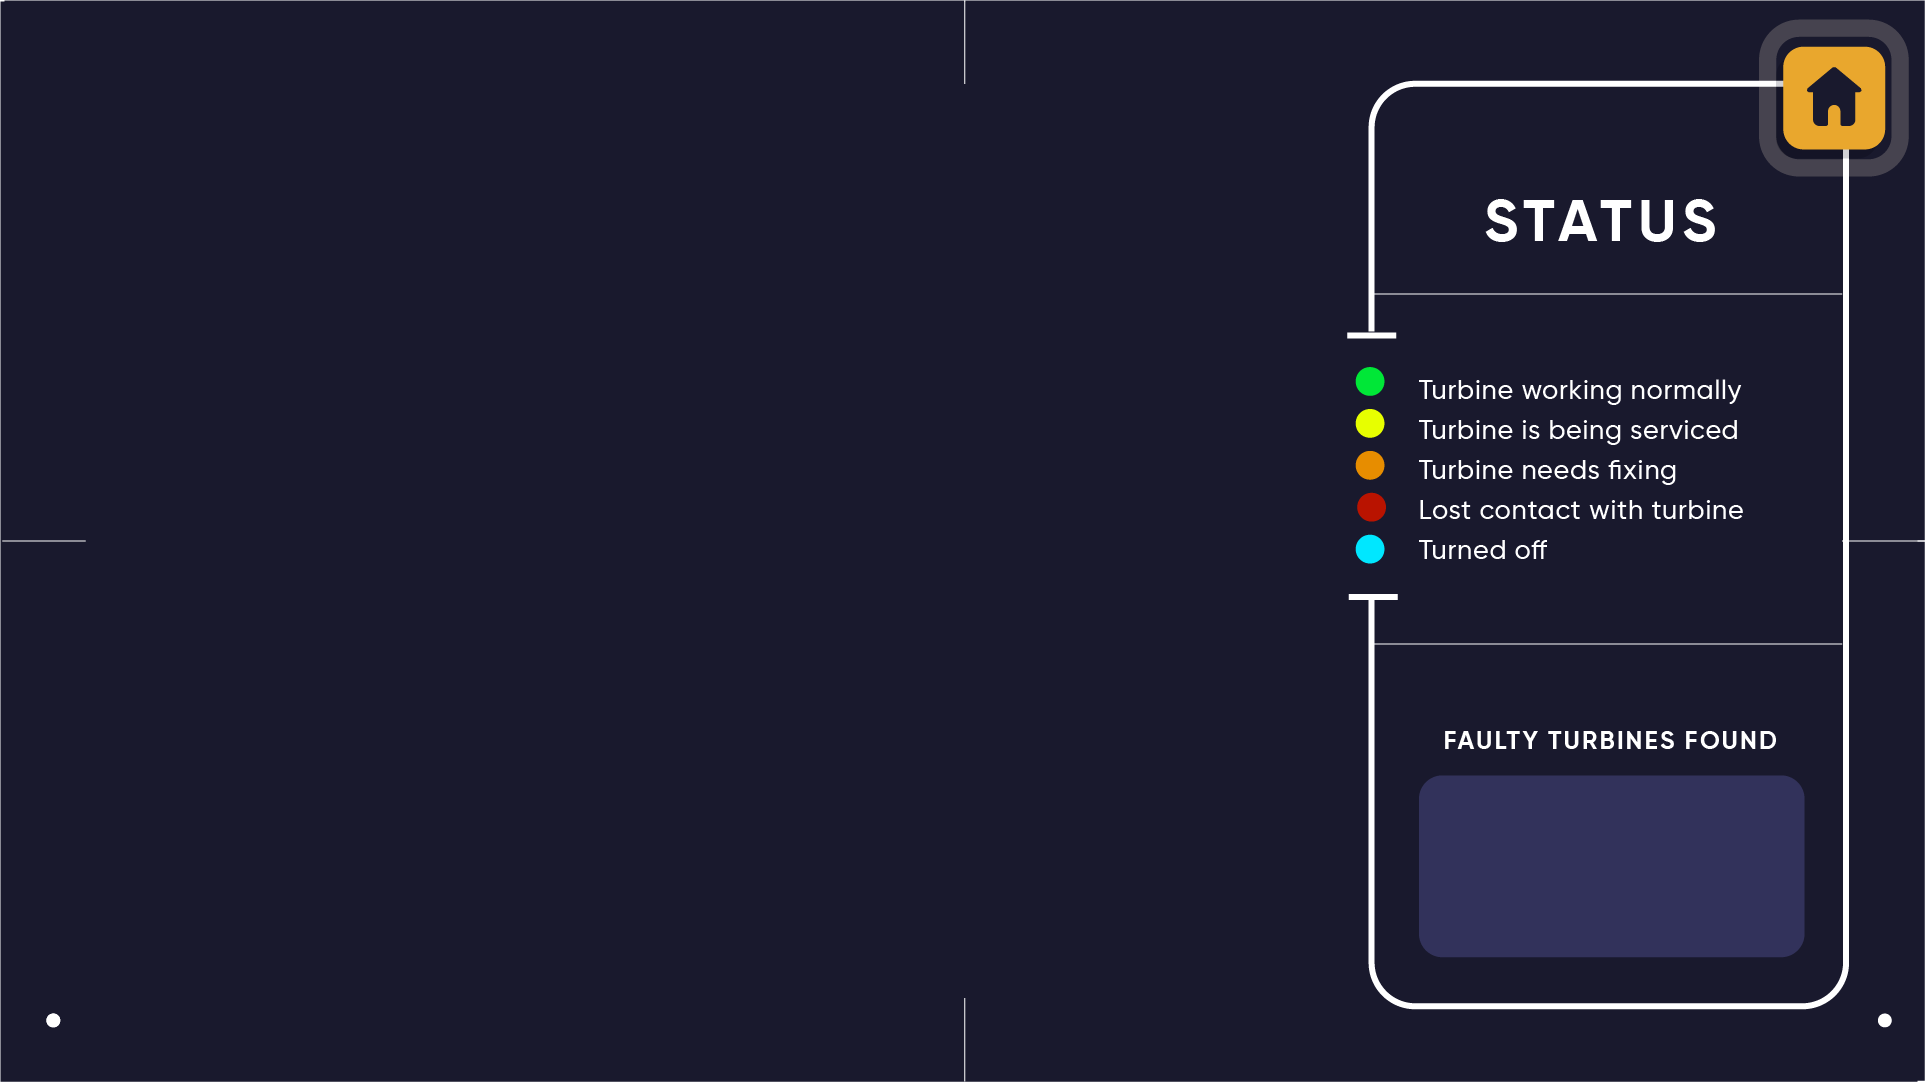 STATUS
Turbine working normally
Turbine is being serviced
Turbine needs fixing
Lost contact with turbine
Turned off
FAULTY TURBINES FOUND